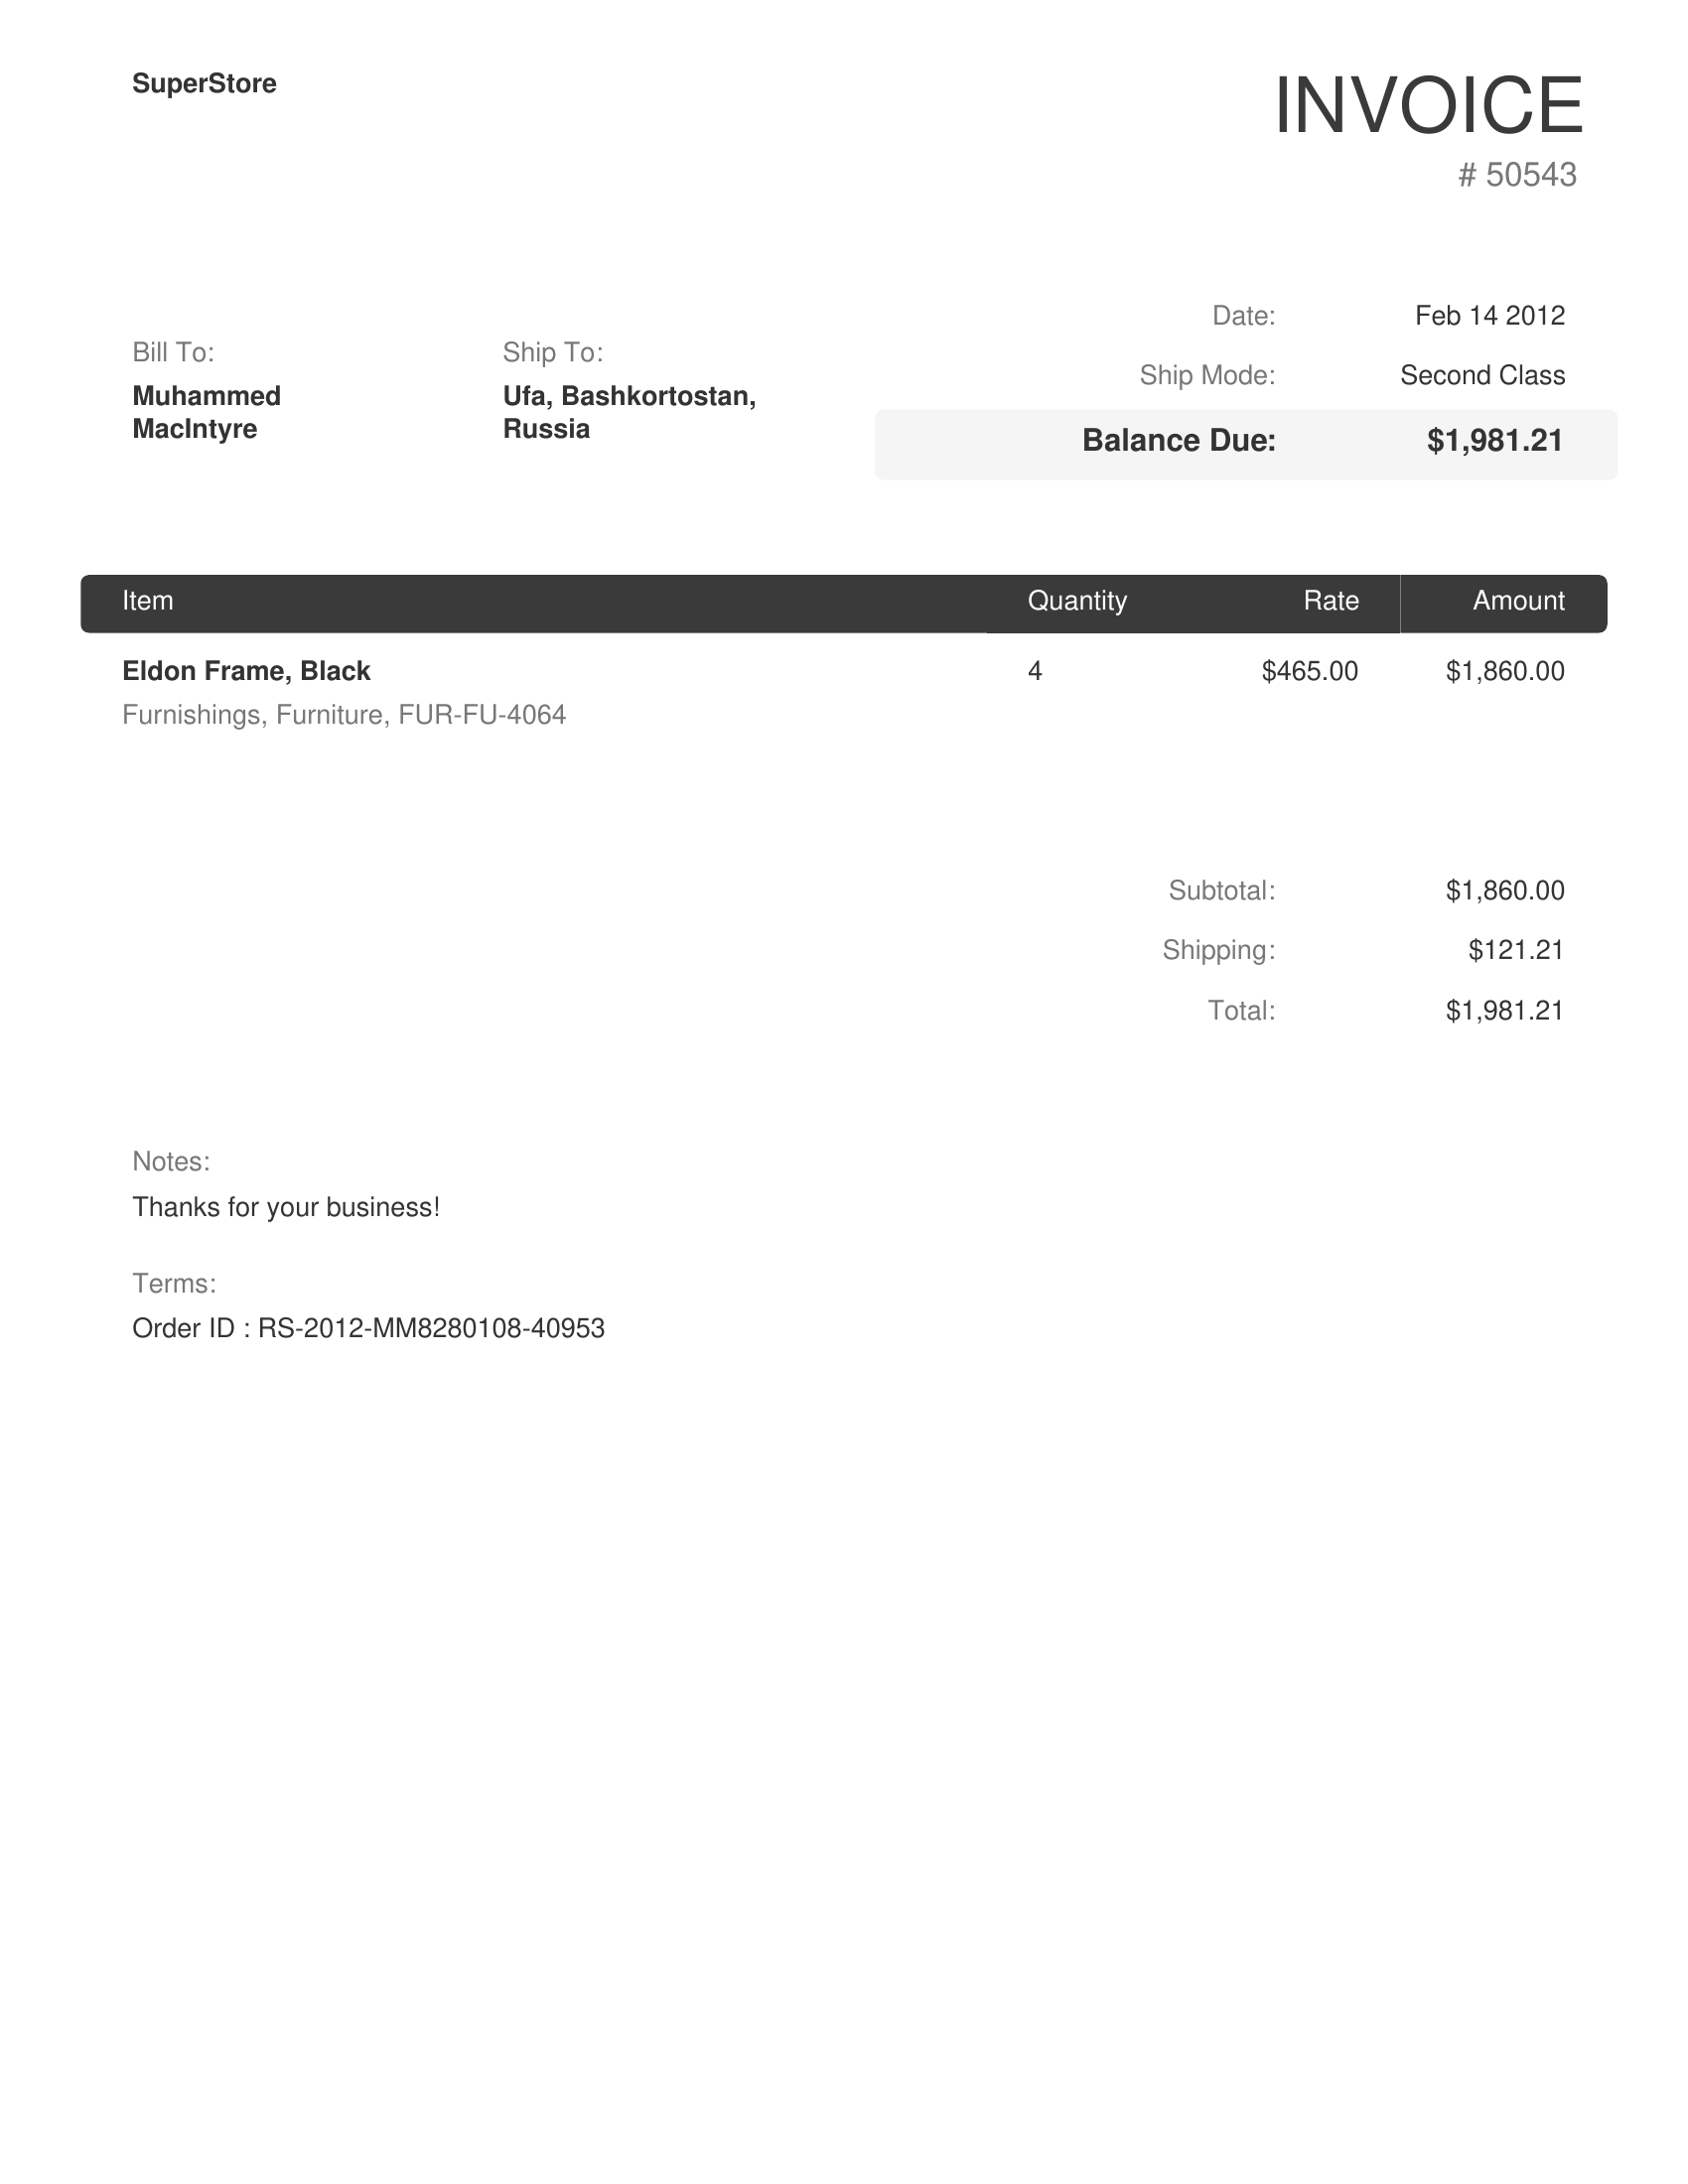 SuperStore
INVOICE
# 50543
Date: Feb 14 2012
Ship Mode: Second Class
Balance Due: $1,981.21
Bill To:
Muhammed
MacIntyre
Ship To:
Ufa, Bashkortostan,
Russia
Item Quantity Rate Amount
Eldon Frame, Black 4 $465.00 $1,860.00
Furnishings, Furniture, FUR-FU-4064
Subtotal: $1,860.00
Shipping: $121.21
Total: $1,981.21
Notes:
Thanks for your business!
Terms:
Order ID : RS-2012-MM8280108-40953